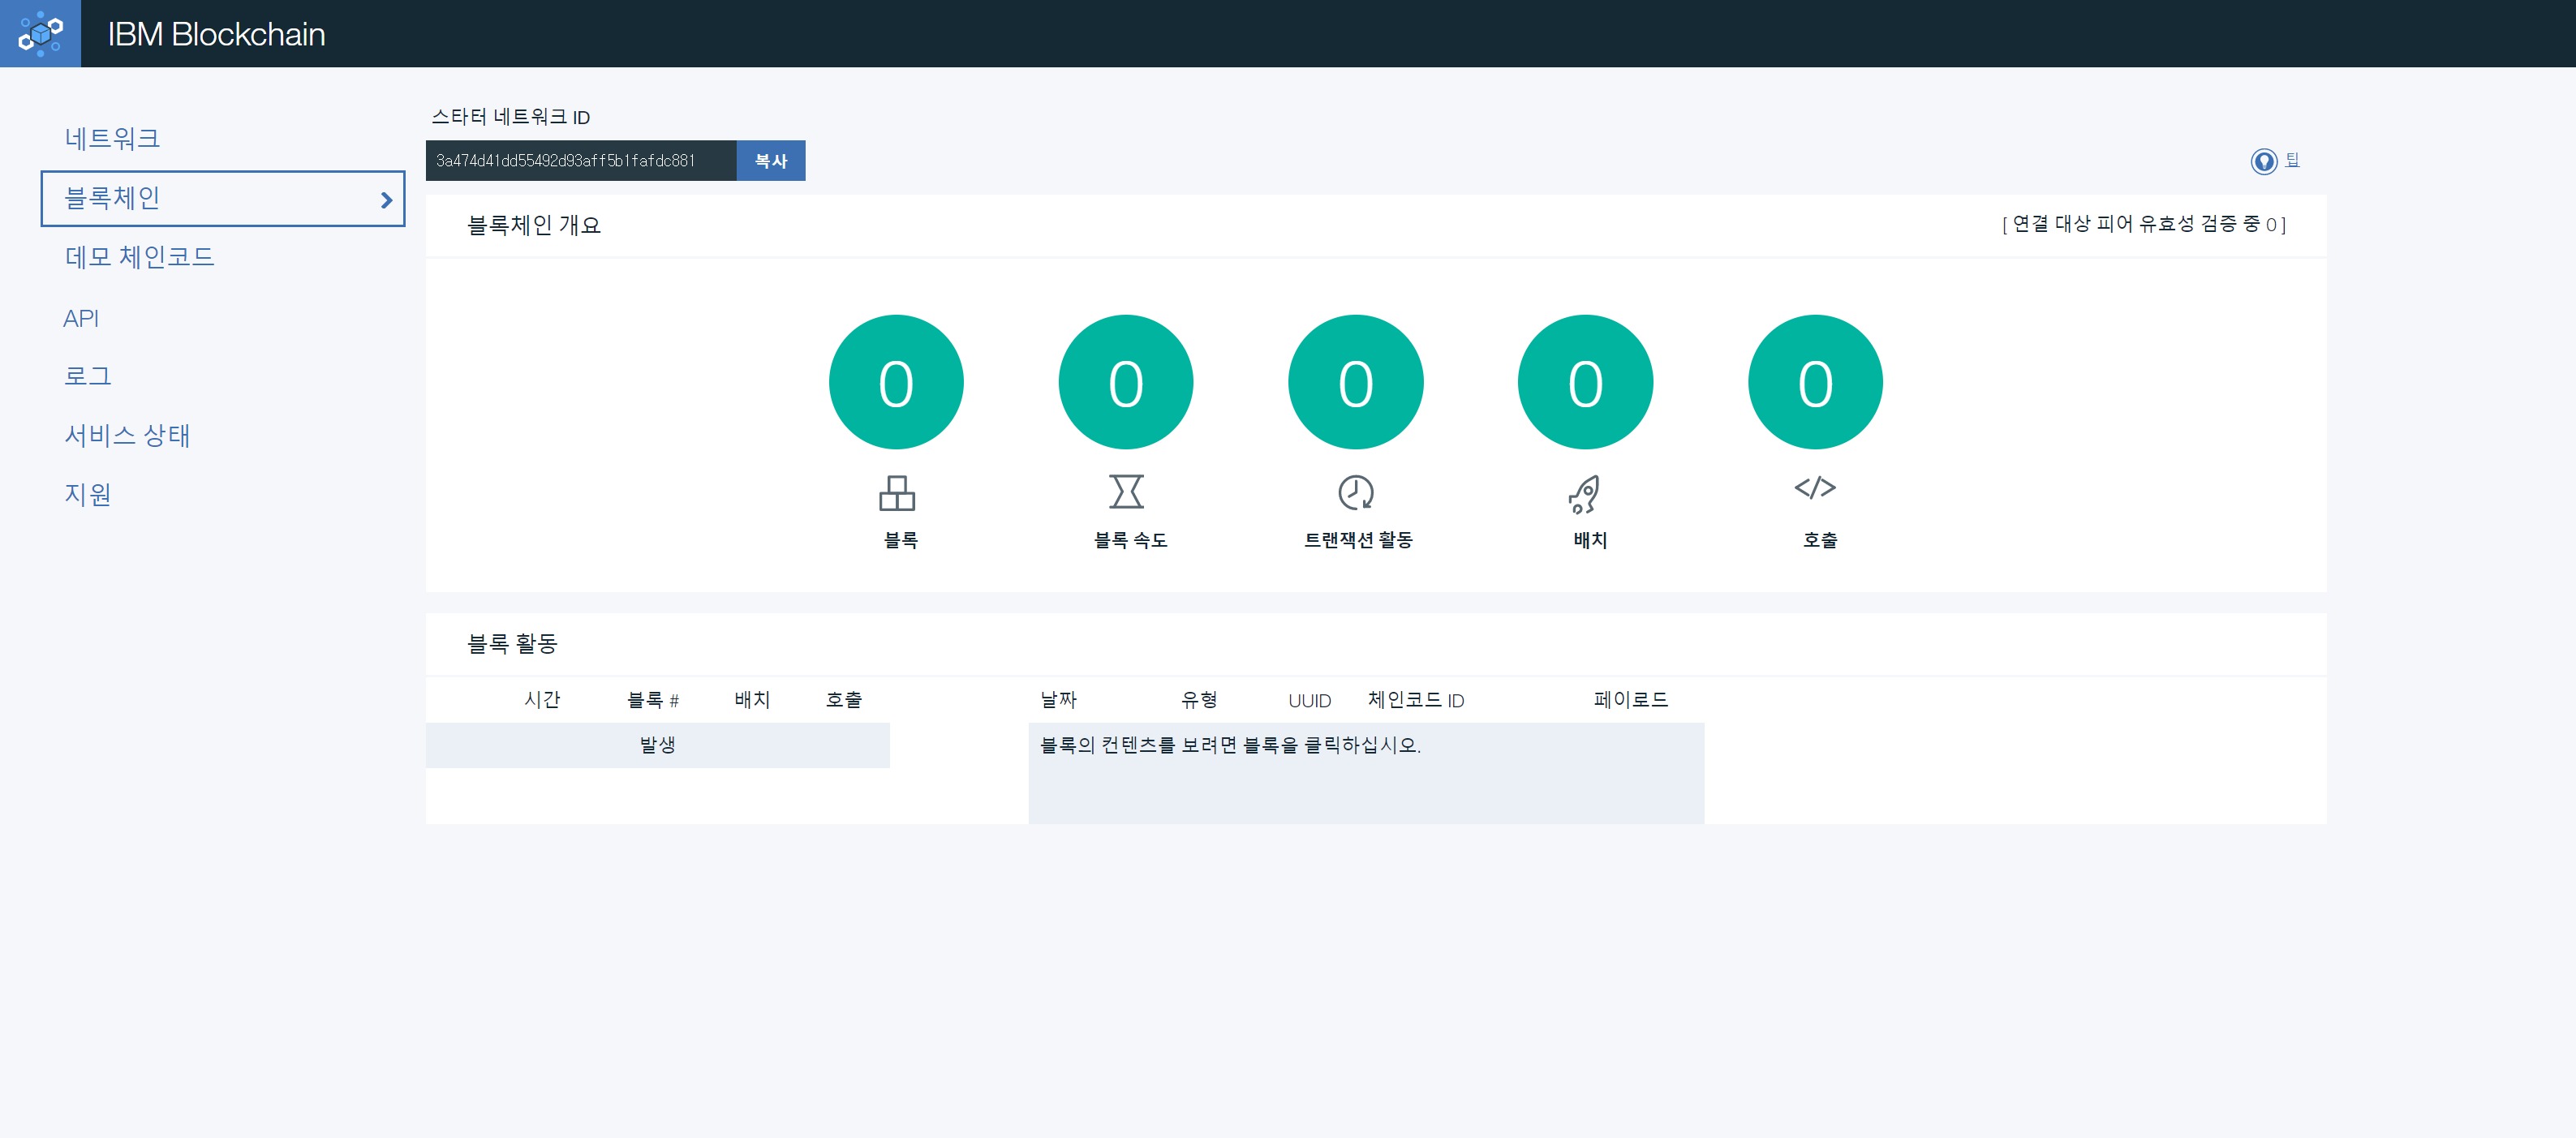 IBM Blockchain
네트워크
블록체인
데모 체인코드
API
로그
서비스 상태
지원
스타터 네트워크 ID
3a474d41dd55492d93aff5b1fafdc881 복사
팁
블록체인 개요 [ 연결 대상 피어 유효성 검증 중 0 ]
0 0 0 0 0
블록 블록 속도 트랜잭션 활동 배치 호출
블록 활동
시간 블록 # 배치 호출 날짜 유형 UUID 체인코드 ID 페이로드
발생 블록의 컨텐츠를 보려면 블록을 클릭하십시오.